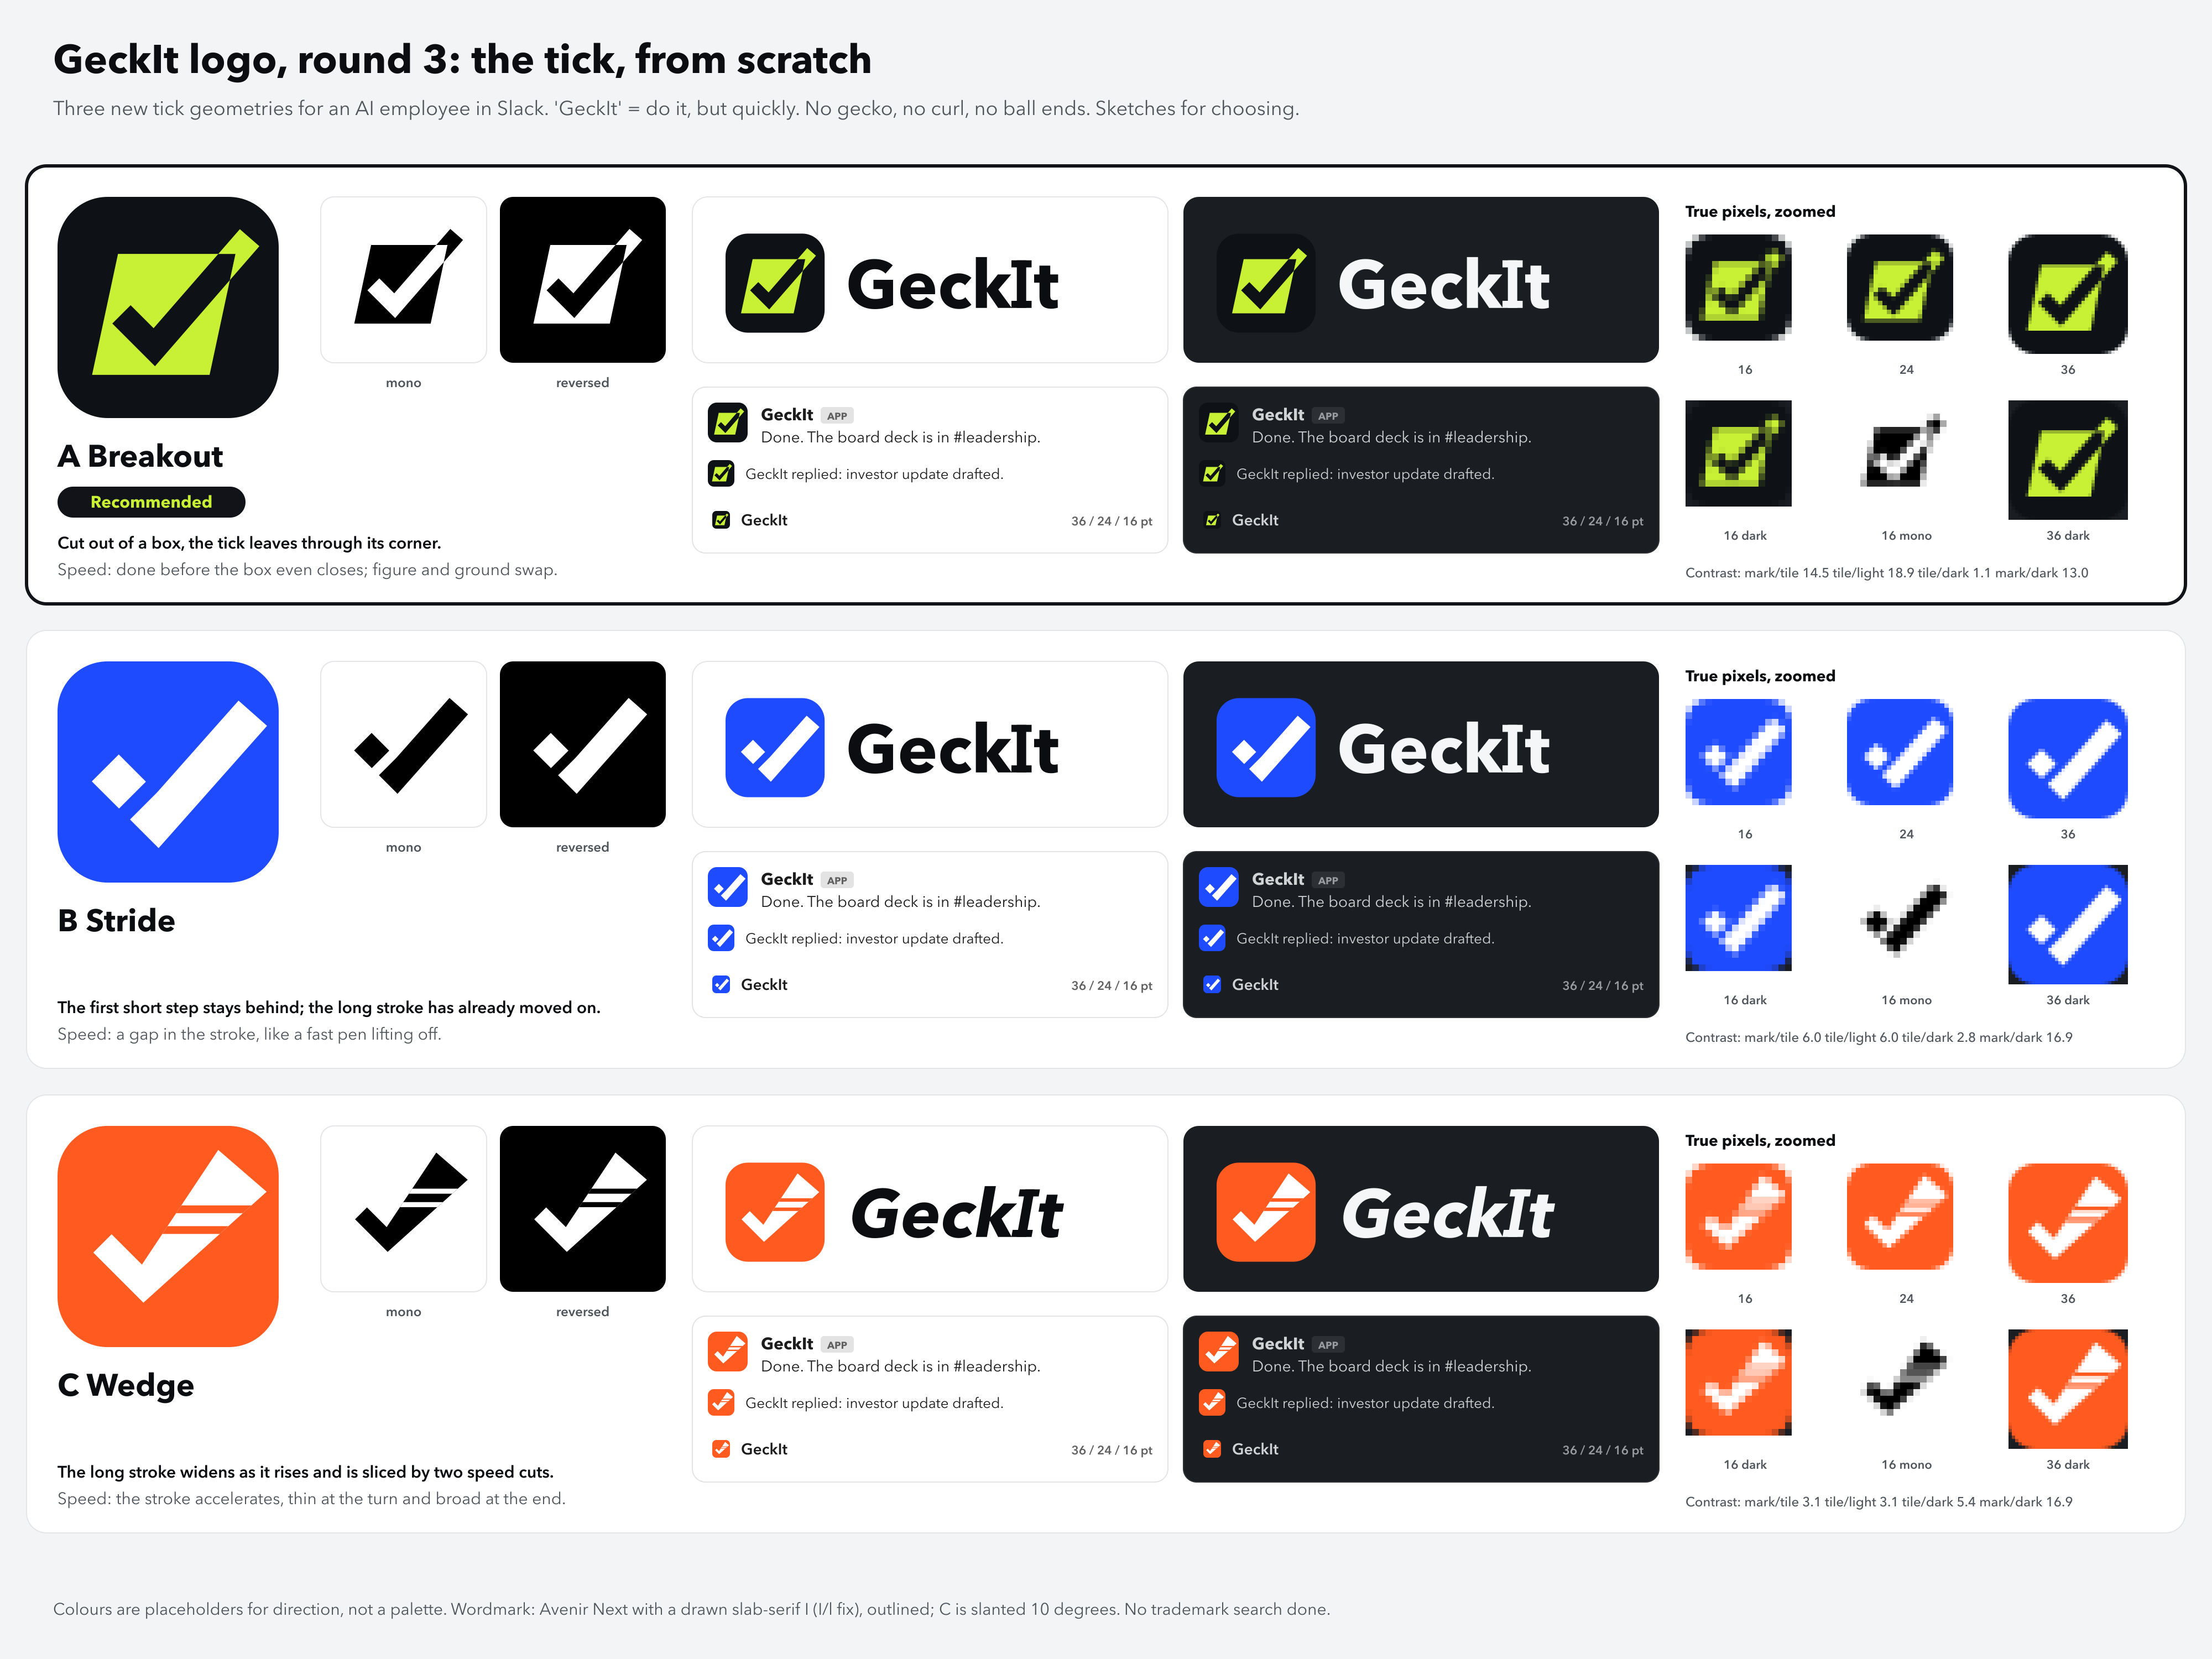 GeckIt logo, round 3: the tick, from scratch
Three new tick geometries for an AI employee in Slack. 'GeckIt' = do it, but quickly. No gecko, no curl, no ball ends. Sketches for choosing.
A Breakout
Recommended
Cut out of a box, the tick leaves through its corner.
Speed: done before the box even closes; figure and ground swap.
mono
reversed
GeckIt
GeckIt
GeckIt APP
Done. The board deck is in #leadership.
GeckIt replied: investor update drafted.
GeckIt
36 / 24 / 16 pt
GeckIt APP
Done. The board deck is in #leadership.
GeckIt replied: investor update drafted.
GeckIt
36 / 24 / 16 pt
True pixels, zoomed
16
24
36
16 dark
16 mono
36 dark
Contrast: mark/tile 14.5 tile/light 18.9 tile/dark 1.1 mark/dark 13.0
B Stride
The first short step stays behind; the long stroke has already moved on.
Speed: a gap in the stroke, like a fast pen lifting off.
mono
reversed
GeckIt
GeckIt
GeckIt APP
Done. The board deck is in #leadership.
GeckIt replied: investor update drafted.
GeckIt
36 / 24 / 16 pt
GeckIt APP
Done. The board deck is in #leadership.
GeckIt replied: investor update drafted.
GeckIt
36 / 24 / 16 pt
True pixels, zoomed
16
24
36
16 dark
16 mono
36 dark
Contrast: mark/tile 6.0 tile/light 6.0 tile/dark 2.8 mark/dark 16.9
C Wedge
The long stroke widens as it rises and is sliced by two speed cuts.
Speed: the stroke accelerates, thin at the turn and broad at the end.
mono
reversed
GeckIt
GeckIt
GeckIt APP
Done. The board deck is in #leadership.
GeckIt replied: investor update drafted.
GeckIt
36 / 24 / 16 pt
GeckIt APP
Done. The board deck is in #leadership.
GeckIt replied: investor update drafted.
GeckIt
36 / 24 / 16 pt
True pixels, zoomed
16
24
36
16 dark
16 mono
36 dark
Contrast: mark/tile 3.1 tile/light 3.1 tile/dark 5.4 mark/dark 16.9
Colours are placeholders for direction, not a palette. Wordmark: Avenir Next with a drawn slab-serif I (I/l fix), outlined; C is slanted 10 degrees. No trademark search done.